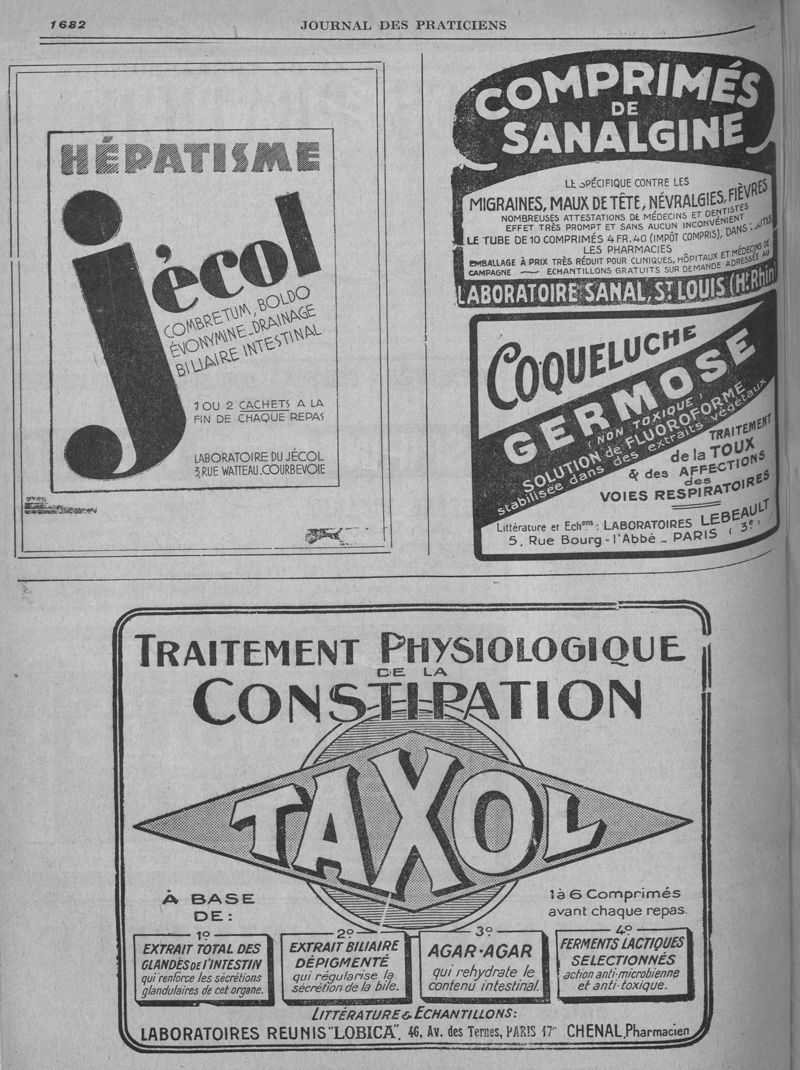 1682
JOURNAL DES PRATICIENS
HÉPATISME
jécol
COMBRETUM, BOLDO
ÉVONYMINE_DRAINAGE
BILIAIRE INTESTINAL
1 OU 2 CACHETS A LA
FIN DE CHAQUE REPAS
LABORATOIRE DU JÉCOL
3,RUE WATTEAU_COURBEVOIE
COMPRIMÉS
DE
SANALGINE
LE SPÉCIFIQUE CONTRE LES
MIGRAINES, MAUX DE TÊTE, NÉVRALGIES, FIÈVRES
NOMBREUSES ATTESTATIONS DE MÉDECINS ET DENTISTES
EFFET TRÈS PROMPT ET SANS AUCUN INCONVÉNIENT
LE TUBE DE 10 COMPRIMÉS 4 FR.40 (IMPÔT COMPRIS), DANS TOUTES
LES PHARMACIES
EMBALLAGE À PRIX TRÈS RÉDUIT POUR CLINIQUES, HÔPITAUX ET MÉDECINS DE
CAMPAGNE — ECHANTILLONS GRATUITS SUR DEMANDE ADRESSÉE AU
LABORATOIRE SANAL, ST LOUIS (Ht Rhin)
COQUELUCHE
GERMOSE
(NON TOXIQUE)
SOLUTION de FLUOROFORME
stabilisée dans des extraits végétaux
TRAITEMENT
de la TOUX
& des AFFECTIONS
des
VOIES RESPIRATOIRES
Littérature et Echons : LABORATOIRES LEBEAULT
5, Rue Bourg-l'Abbé - PARIS (3e)
TRAITEMENT PHYSIOLOGIQUE
DE LA
CONSTIPATION
TAXOL
À BASE
DE :
1 à 6 Comprimés
avant chaque repas.
1º
EXTRAIT TOTAL DES
GLANDES DE l'INTESTIN
qui renforce les sécrétions
glandulaires de cet organe.
2º
EXTRAIT BILIAIRE
DÉPIGMENTÉ
qui régularise la
sécrétion de la bile.
3º
AGAR-AGAR
qui rehydrate le
contenu intestinal.
4º
FERMENTS LACTIQUES
SELECTIONNÉS
action anti-microbienne
et anti-toxique.
LITTÉRATURE & ÉCHANTILLONS :
LABORATOIRES REUNIS "LOBICA". 46, Av. des Ternes, PARIS 17e CHENAL, Pharmacien